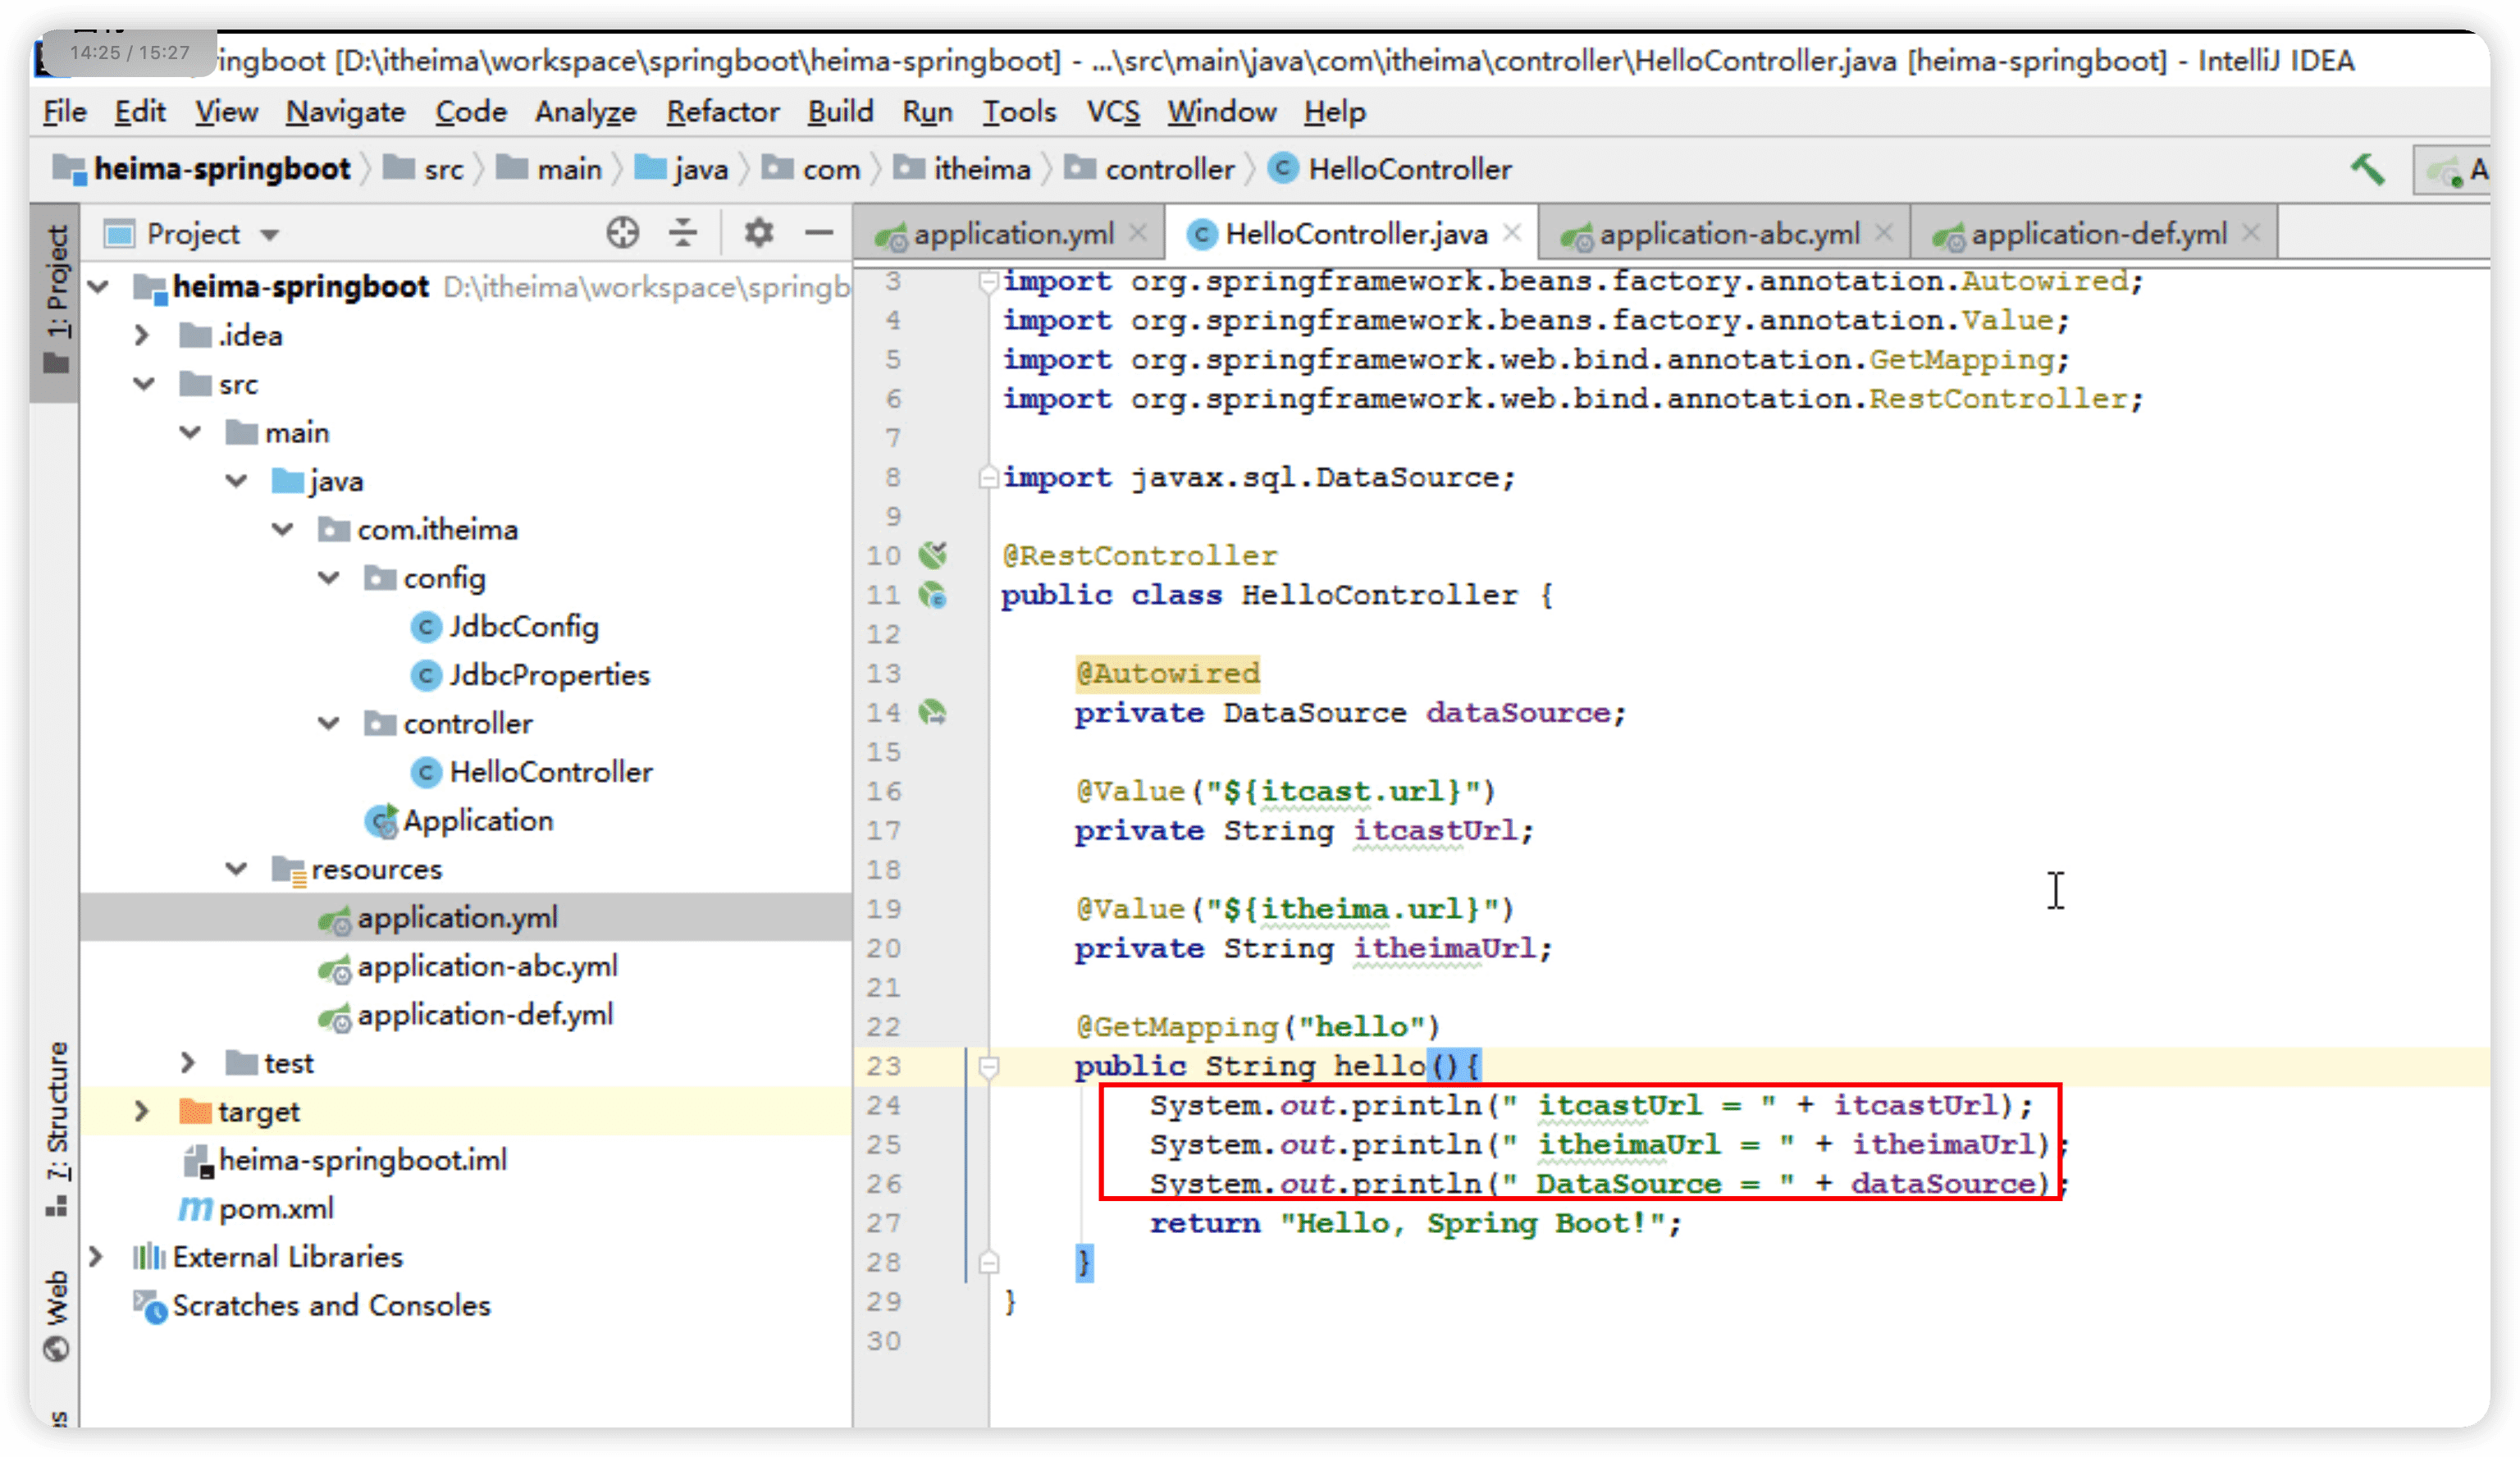 14:25 / 15:27
ringboot [D:\itheima\workspace\springboot\heima-springboot] - ...\src\main\java\com\itheima\controller\HelloController.java [heima-springboot] - IntelliJ IDEA
File Edit View Navigate Code Analyze Refactor Build Run Tools VCS Window Help
heima-springboot src main java com itheima controller HelloController A
1: Project
Project
application.yml HelloController.java application-abc.yml application-def.yml
heima-springboot D:\itheima\workspace\springb
.idea
src
main
java
com.itheima
config
JdbcConfig
JdbcProperties
controller
HelloController
Application
resources
application.yml
application-abc.yml
application-def.yml
test
target
heima-springboot.iml
pom.xml
External Libraries
Scratches and Consoles
7: Structure
Web
es
3 import org.springframework.beans.factory.annotation.Autowired;
4 import org.springframework.beans.factory.annotation.Value;
5 import org.springframework.web.bind.annotation.GetMapping;
6 import org.springframework.web.bind.annotation.RestController;
7
8 import javax.sql.DataSource;
9
10 @RestController
11 public class HelloController {
12
13 @Autowired
14 private DataSource dataSource;
15
16 @Value("${itcast.url}")
17 private String itcastUrl;
18
19 @Value("${itheima.url}")
20 private String itheimaUrl;
21
22 @GetMapping("hello")
23 public String hello(){
24 System.out.println(" itcastUrl = " + itcastUrl);
25 System.out.println(" itheimaUrl = " + itheimaUrl);
26 System.out.println(" DataSource = " + dataSource);
27 return "Hello, Spring Boot!";
28 }
29 }
30